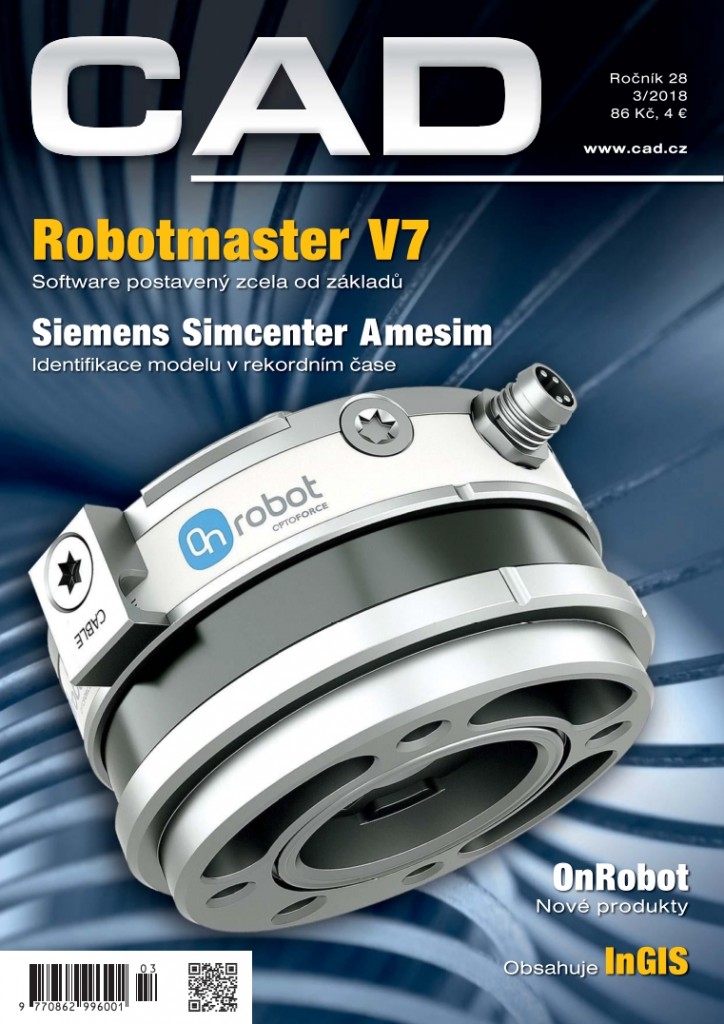 CAD
Ročník 28
3/2018
86 Kč, 4 €
www.cad.cz
Robotmaster V7
Software postavený zcela od základů
Siemens Simcenter Amesim
Identifikace modelu v rekordním čase
On robot
OPTOFORCE
CABLE
OnRobot
Nové produkty
Obsahuje InGIS
03
9 770862 996001